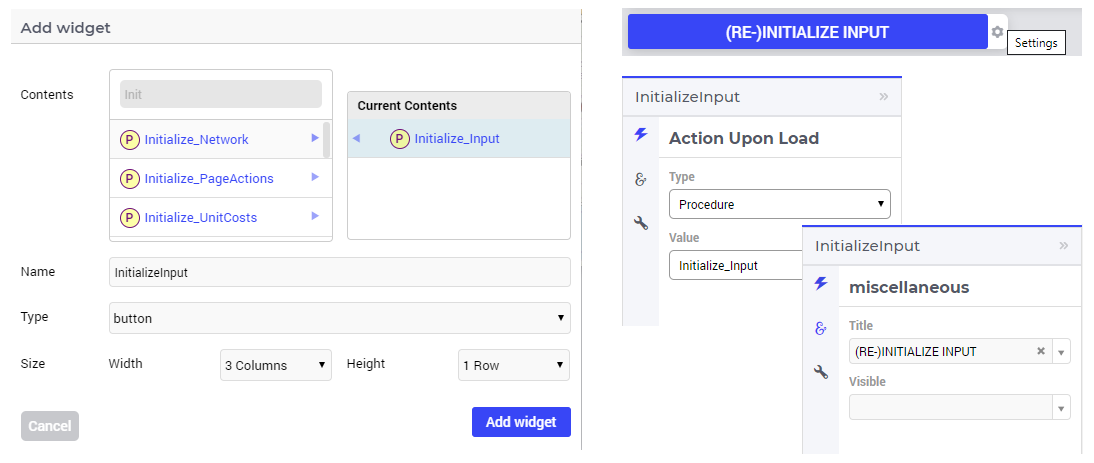 Add widget
Contents
Init
P Initialize_Network
P Initialize_PageActions
P Initialize_UnitCosts
Current Contents
P Initialize_Input
Name
InitializeInput
Type
button
Size
Width
3 Columns
Height
1 Row
Cancel
Add widget
(RE-)INITIALIZE INPUT
Settings
InitializeInput
»
Action Upon Load
Type
Procedure
Value
Initialize_Input
InitializeInput
»
miscellaneous
Title
(RE-)INITIALIZE INPUT
Visible